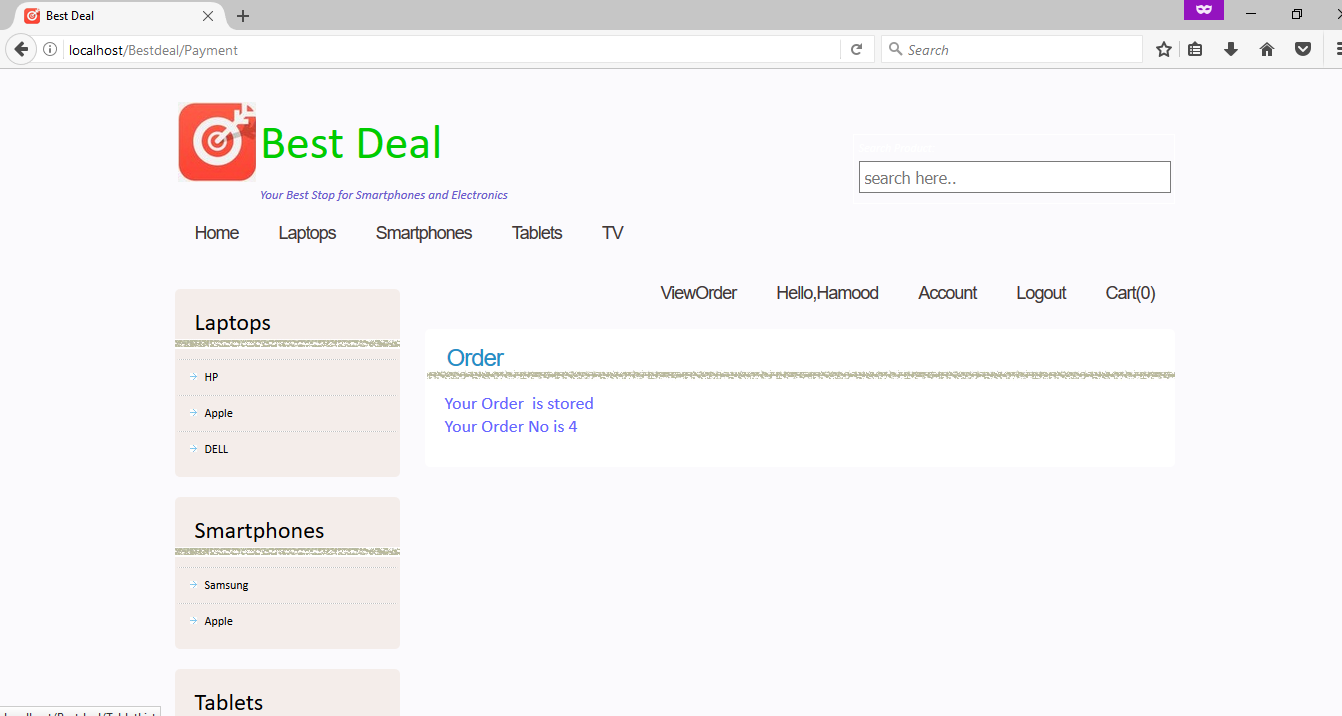 Best Deal
localhost/Bestdeal/Payment
Search
Best Deal
Your Best Stop for Smartphones and Electronics
search here..
Home Laptops Smartphones Tablets TV
ViewOrder Hello,Hamood Account Logout Cart(0)
Laptops
HP
Apple
DELL
Order
Your Order is stored
Your Order No is 4
Smartphones
Samsung
Apple
Tablets